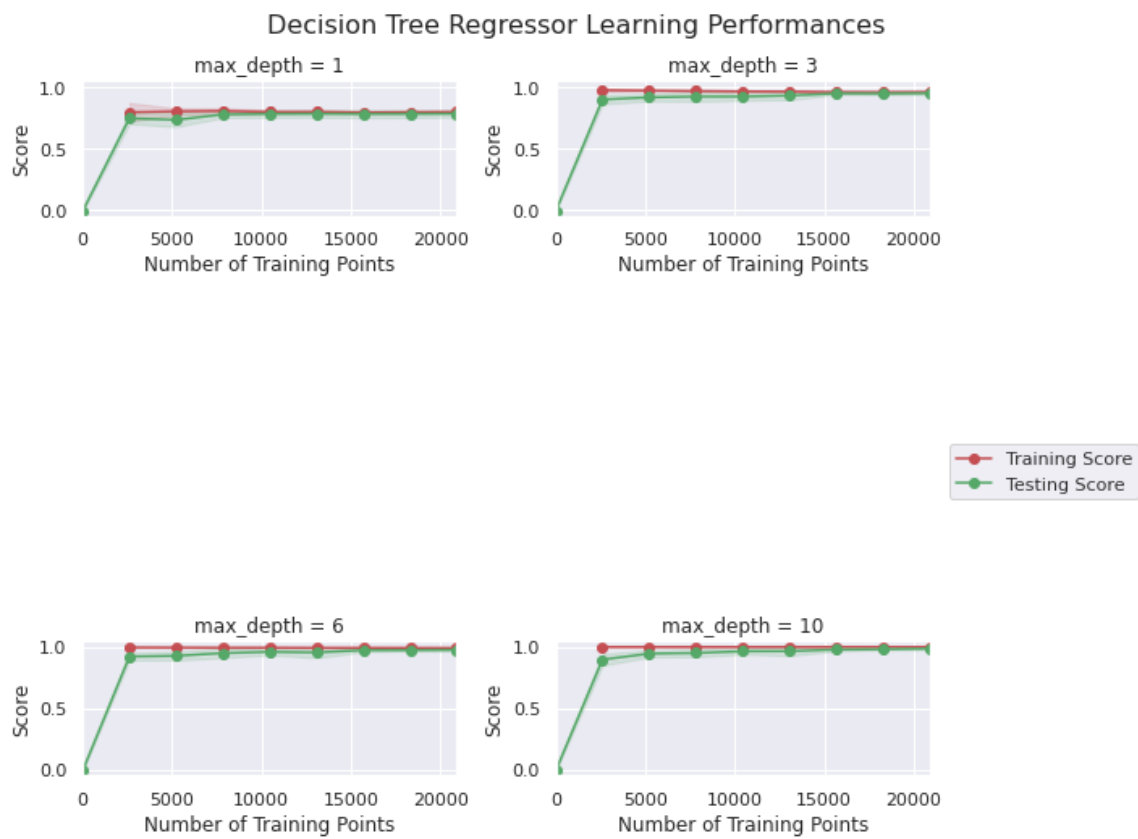 Decision Tree Regressor Learning Performances
max_depth = 1
1.0
0.5
0.0
Score
0 5000 10000 15000 20000
Number of Training Points
max_depth = 3
1.0
0.5
0.0
Score
0 5000 10000 15000 20000
Number of Training Points
Training Score
Testing Score
max_depth = 6
1.0
0.5
0.0
Score
0 5000 10000 15000 20000
Number of Training Points
max_depth = 10
1.0
0.5
0.0
Score
0 5000 10000 15000 20000
Number of Training Points